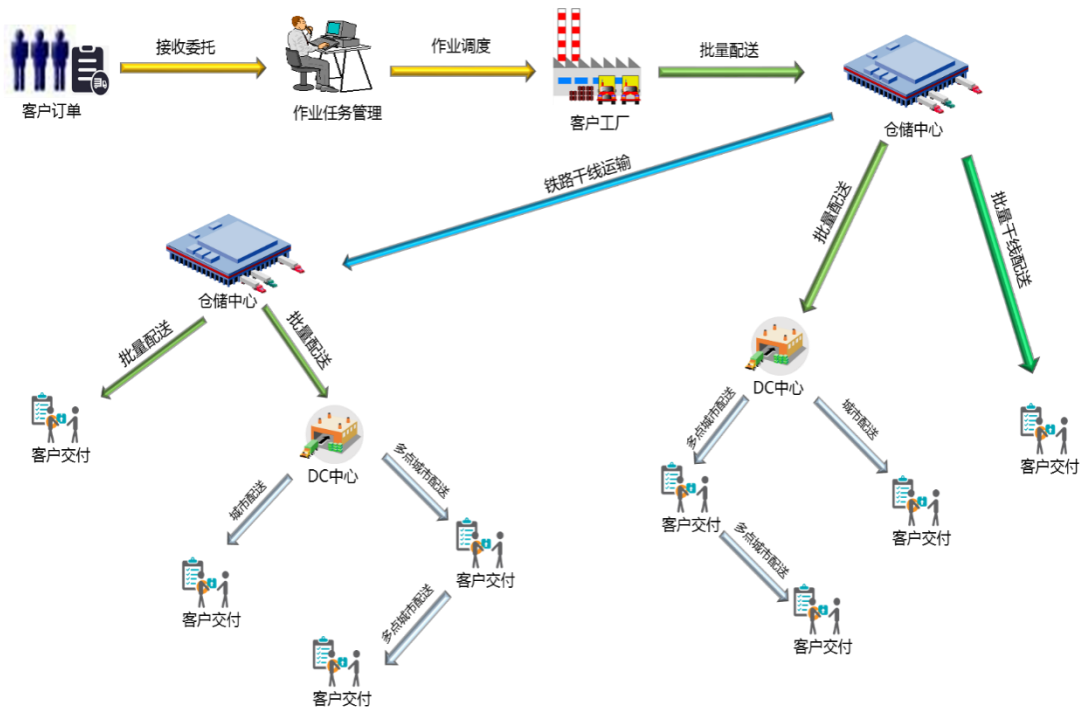 接收委托
作业调度
批量配送
客户订单
作业任务管理
客户工厂
仓储中心
铁路干线运输
批量配送
批量干线配送
仓储中心
批量配送
批量配送
DC中心
客户交付
DC中心
多点城市配送
城市配送
客户交付
城市配送
多点城市配送
客户交付
客户交付
客户交付
多点城市配送
客户交付
多点城市配送
客户交付
客户交付